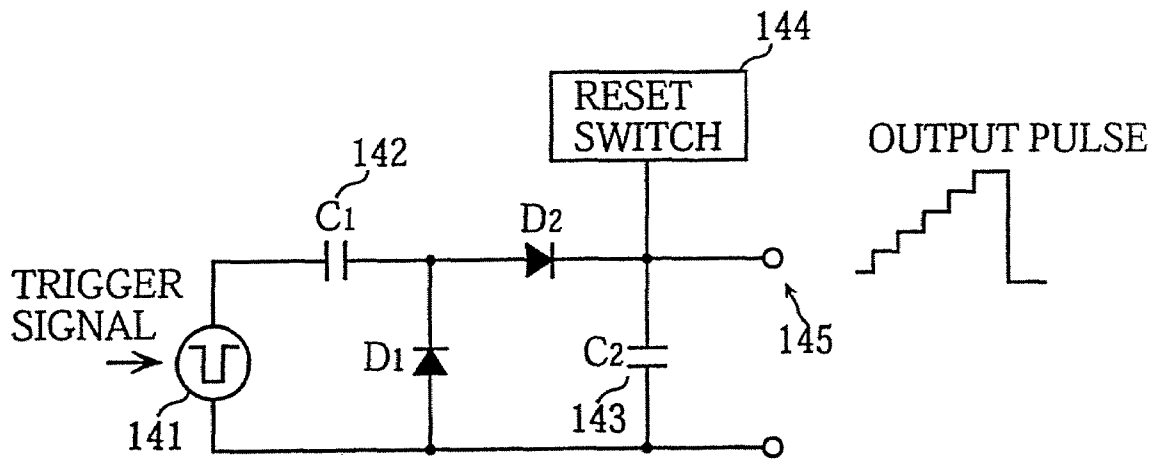 144
RESET
SWITCH
OUTPUT PULSE
142
C1
D2
TRIGGER
SIGNAL
D1
C2
145
143
141